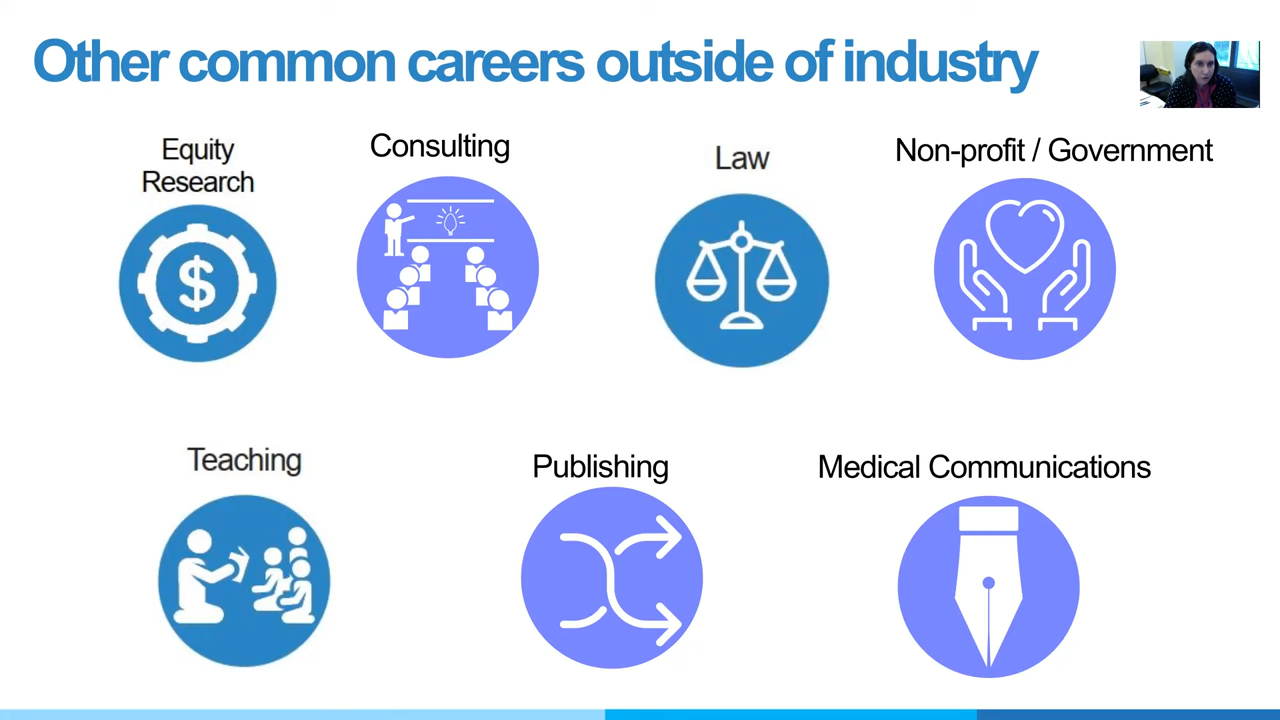 Other common careers outside of industry
Equity
Research
Consulting
Law
Non-profit / Government
$
Teaching
Publishing
Medical Communications